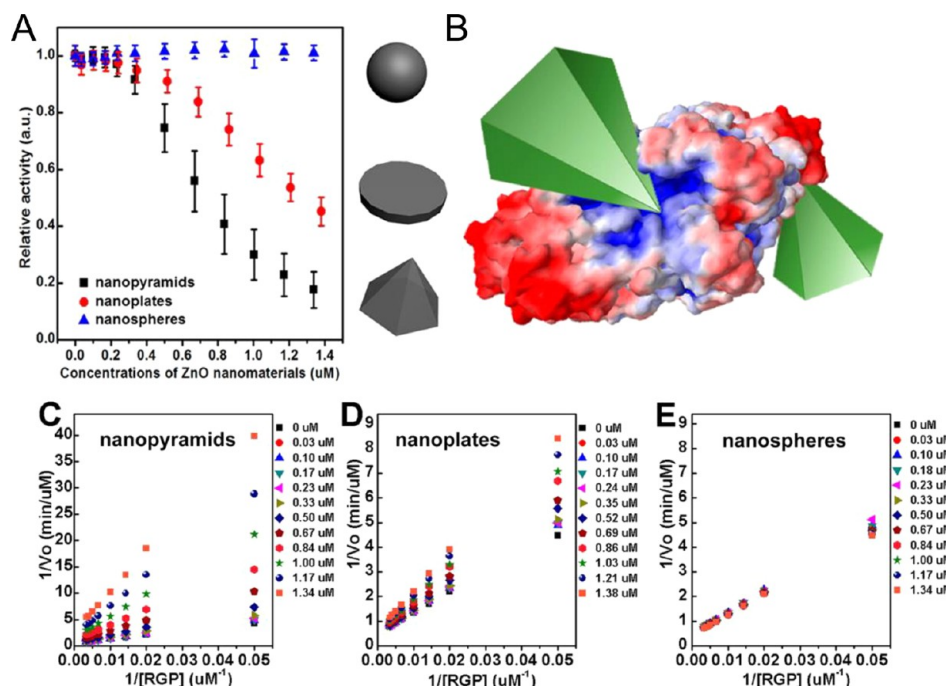 A
B
Relative activity (a.u.)
1.0
0.8
0.6
0.4
0.2
0.0
nanopyramids
nanoplates
nanospheres
0.0 0.2 0.4 0.6 0.8 1.0 1.2 1.4
Concentrations of ZnO nanomaterials (uM)
C
nanopyramids
1/Vo (min/uM)
40
35
30
25
20
15
10
5
0
0.00 0.01 0.02 0.03 0.04 0.05
1/[RGP] (uM⁻¹)
0 uM
0.03 uM
0.10 uM
0.17 uM
0.23 uM
0.33 uM
0.50 uM
0.67 uM
0.84 uM
1.00 uM
1.17 uM
1.34 uM
D
nanoplates
1/Vo (min/uM)
9
8
7
6
5
4
3
2
1
0
0.00 0.01 0.02 0.03 0.04 0.05
1/[RGP] (uM⁻¹)
0 uM
0.03 uM
0.10 uM
0.17 uM
0.24 uM
0.35 uM
0.52 uM
0.69 uM
0.86 uM
1.03 uM
1.21 uM
1.38 uM
E
nanospheres
1/Vo (min/uM)
9
8
7
6
5
4
3
2
1
0
0.00 0.01 0.02 0.03 0.04 0.05
1/[RGP] (uM⁻¹)
0 uM
0.03 uM
0.10 uM
0.18 uM
0.23 uM
0.33 uM
0.50 uM
0.67 uM
0.84 uM
1.00 uM
1.17 uM
1.34 uM